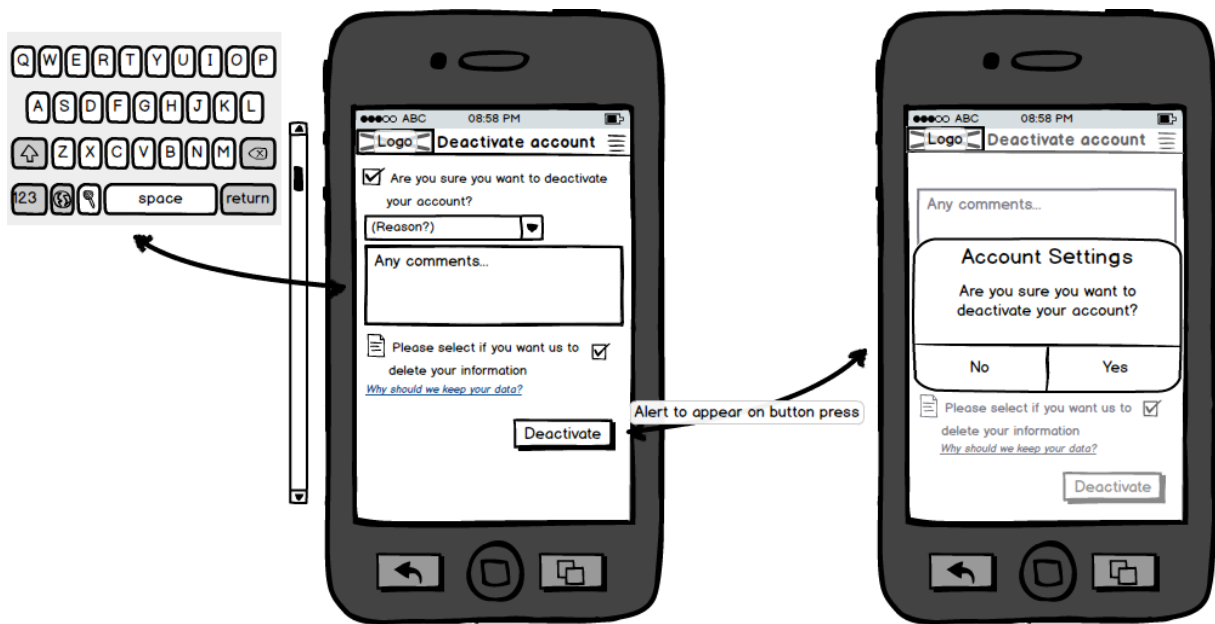 Q W E R T Y U I O P
A S D F G H J K L
Z X C V B N M
123 space return
ABC 08:58 PM
Logo Deactivate account
Are you sure you want to deactivate
your account?
(Reason?)
Any comments...
Please select if you want us to
delete your information
Why should we keep your data?
Deactivate
Alert to appear on button press
ABC 08:58 PM
Logo Deactivate account
Any comments...
Account Settings
Are you sure you want to
deactivate your account?
No Yes
Please select if you want us to
delete your information
Why should we keep your data?
Deactivate